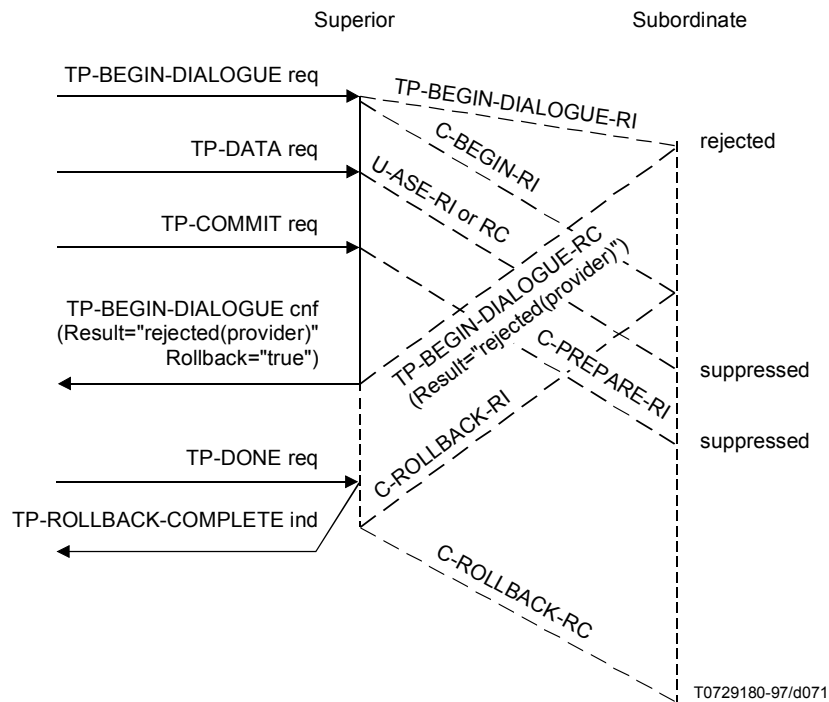 Superior
Subordinate
TP-BEGIN-DIALOGUE req
TP-BEGIN-DIALOGUE-RI
rejected
C-BEGIN-RI
TP-DATA req
U-ASE-RI or RC
TP-COMMIT req
TP-BEGIN-DIALOGUE-RC
(Result="rejected(provider)")
TP-BEGIN-DIALOGUE cnf
(Result="rejected(provider)"
Rollback="true")
C-PREPARE-RI
suppressed
suppressed
C-ROLLBACK-RI
TP-DONE req
TP-ROLLBACK-COMPLETE ind
C-ROLLBACK-RC
T0729180-97/d071